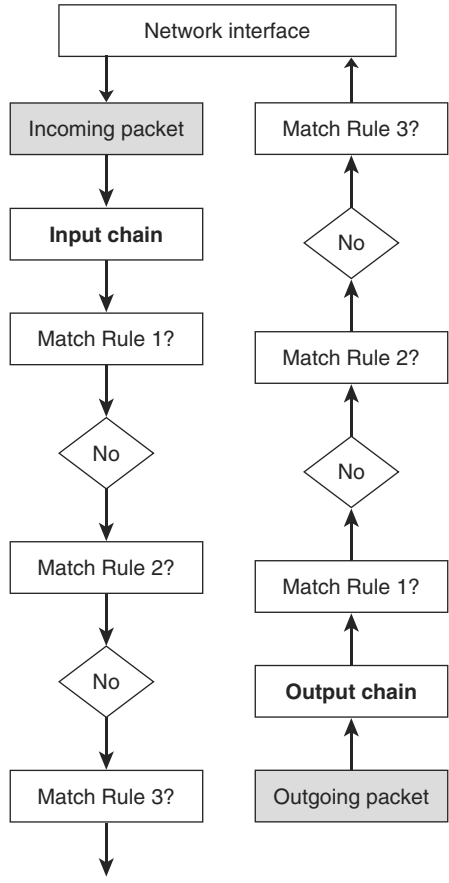 Network interface
Incoming packet
Input chain
Match Rule 1?
No
Match Rule 2?
No
Match Rule 3?
Match Rule 3?
No
Match Rule 2?
No
Match Rule 1?
Output chain
Outgoing packet